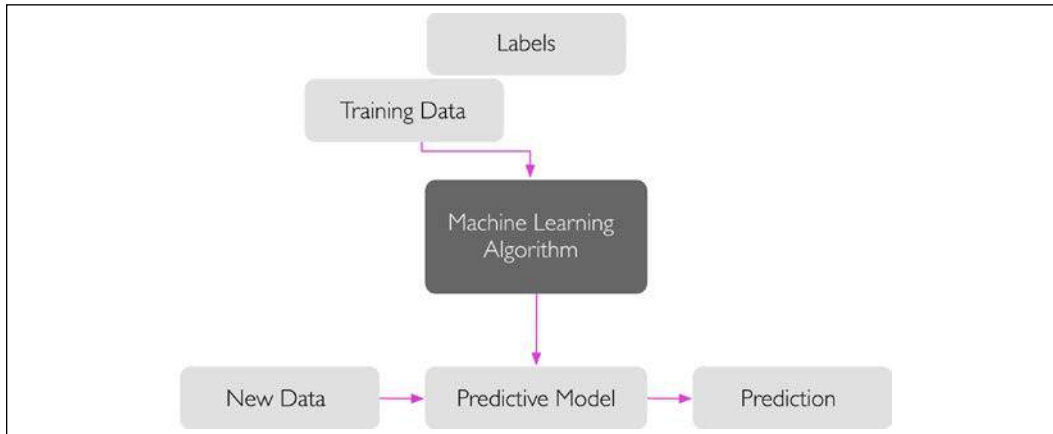 Labels
Training Data
Machine Learning
Algorithm
New Data
Predictive Model
Prediction